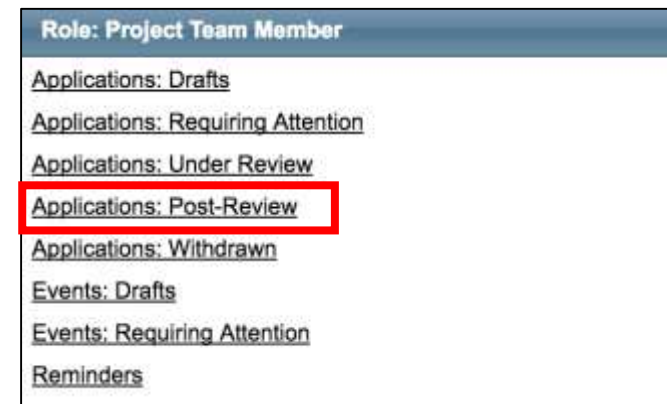 Role: Project Team Member
Applications: Drafts
Applications: Requiring Attention
Applications: Under Review
Applications: Post-Review
Applications: Withdrawn
Events: Drafts
Events: Requiring Attention
Reminders